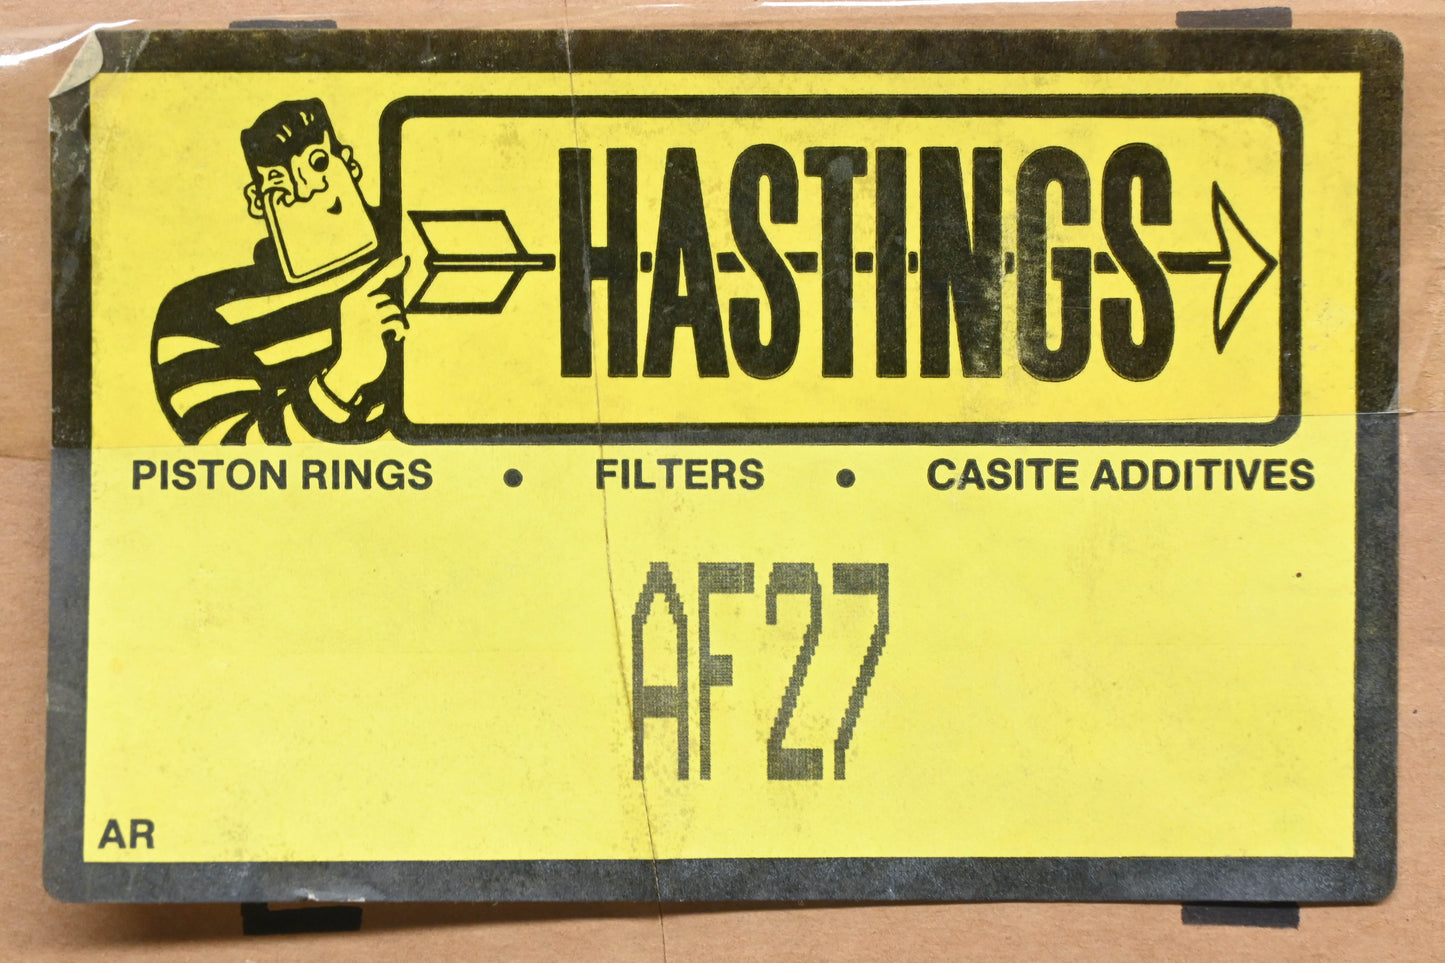 HASTINGS
PISTON RINGS • FILTERS • CASITE ADDITIVES
AF27
AR